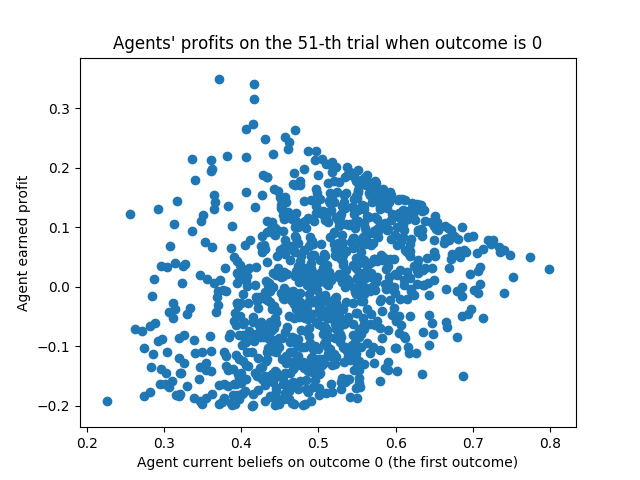 Agents' profits on the 51-th trial when outcome is 0
Agent earned profit
0.3
0.2
0.1
0.0
−0.1
−0.2
0.2 0.3 0.4 0.5 0.6 0.7 0.8
Agent current beliefs on outcome 0 (the first outcome)